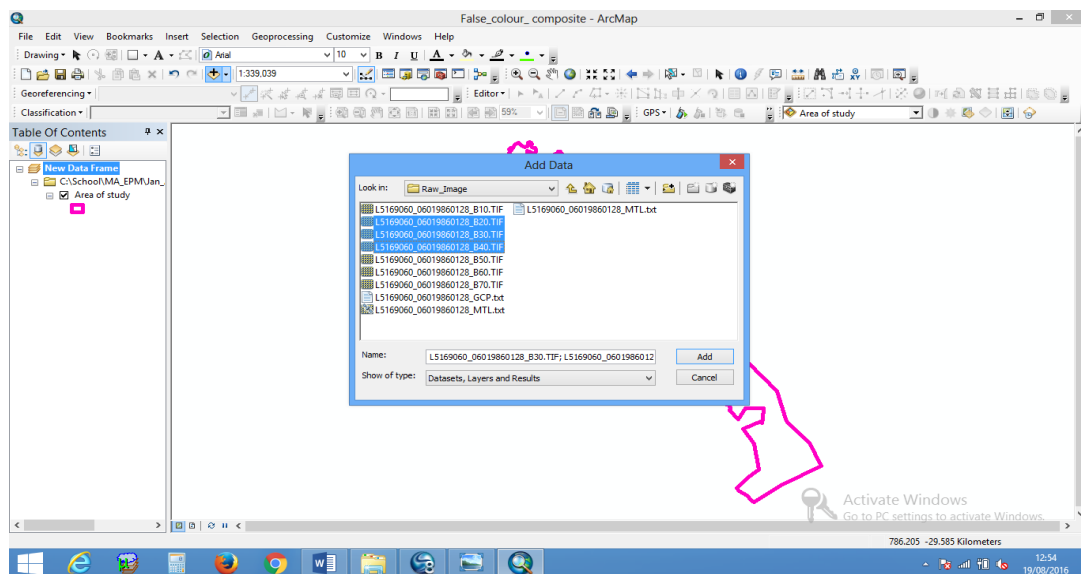 False_colour_ composite - ArcMap
File Edit View Bookmarks Insert Selection Geoprocessing Customize Windows Help
Drawing A Arial 10 B I U A
1:339,039
Georeferencing Editor
Classification 59% GPS Area of study
Table Of Contents
New Data Frame
C:\School\MA_EPM\Jan_
Area of study
Add Data
Look in: Raw_Image
L5169060_06019860128_B10.TIF L5169060_06019860128_MTL.txt
L5169060_06019860128_B20.TIF
L5169060_06019860128_B30.TIF
L5169060_06019860128_B40.TIF
L5169060_06019860128_B50.TIF
L5169060_06019860128_B60.TIF
L5169060_06019860128_B70.TIF
L5169060_06019860128_GCP.txt
L5169060_06019860128_MTL.txt
Name: L5169060_06019860128_B30.TIF; L5169060_0601986012 Add
Show of type: Datasets, Layers and Results Cancel
Activate Windows
Go to PC settings to activate Windows.
786.205 -29.585 Kilometers
12:54
19/08/2016